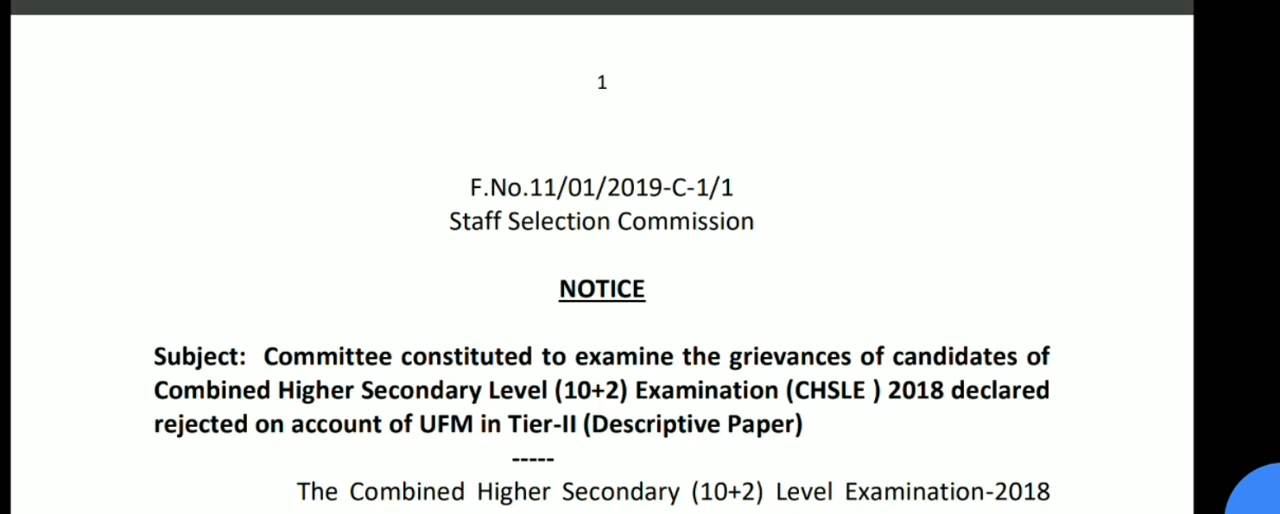 1
F.No.11/01/2019-C-1/1
Staff Selection Commission
NOTICE
Subject: Committee constituted to examine the grievances of candidates of
Combined Higher Secondary Level (10+2) Examination (CHSLE ) 2018 declared
rejected on account of UFM in Tier-II (Descriptive Paper)
-----
The Combined Higher Secondary (10+2) Level Examination-2018